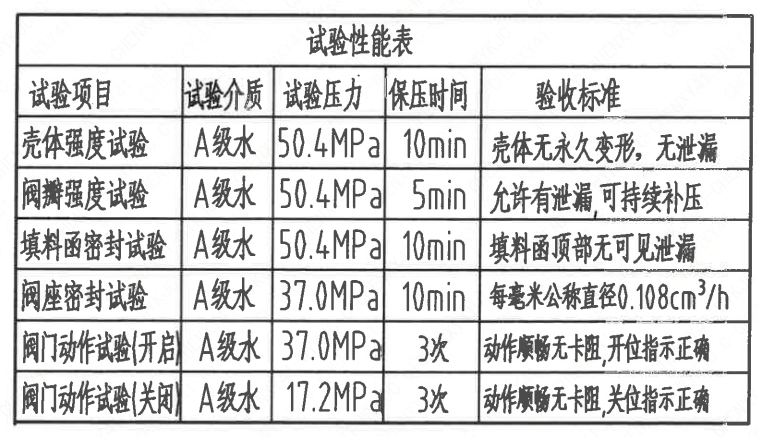 试验性能表
试验项目 试验介质 试验压力 保压时间 验收标准
壳体强度试验 A级水 50.4MPa 10min 壳体无永久变形，无泄漏
阀瓣强度试验 A级水 50.4MPa 5min 允许有泄漏,可持续补压
填料函密封试验 A级水 50.4MPa 10min 填料函顶部无可见泄漏
阀座密封试验 A级水 37.0MPa 10min 每毫米公称直径0.108cm³/h
阀门动作试验(开启) A级水 37.0MPa 3次 动作顺畅无卡阻,开位指示正确
阀门动作试验(关闭) A级水 17.2MPa 3次 动作顺畅无卡阻,关位指示正确